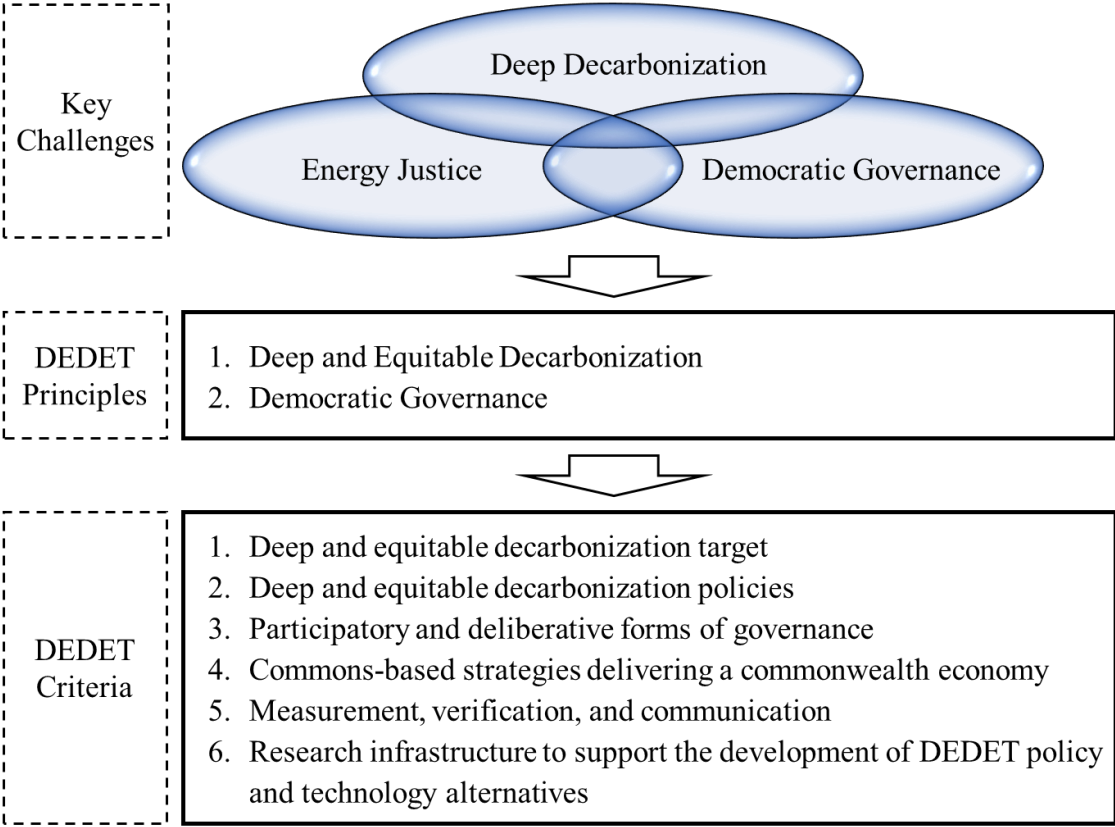 Key
Challenges
Deep Decarbonization
Energy Justice
Democratic Governance
DEDET
Principles
1. Deep and Equitable Decarbonization
2. Democratic Governance
DEDET
Criteria
1. Deep and equitable decarbonization target
2. Deep and equitable decarbonization policies
3. Participatory and deliberative forms of governance
4. Commons-based strategies delivering a commonwealth economy
5. Measurement, verification, and communication
6. Research infrastructure to support the development of DEDET policy
and technology alternatives